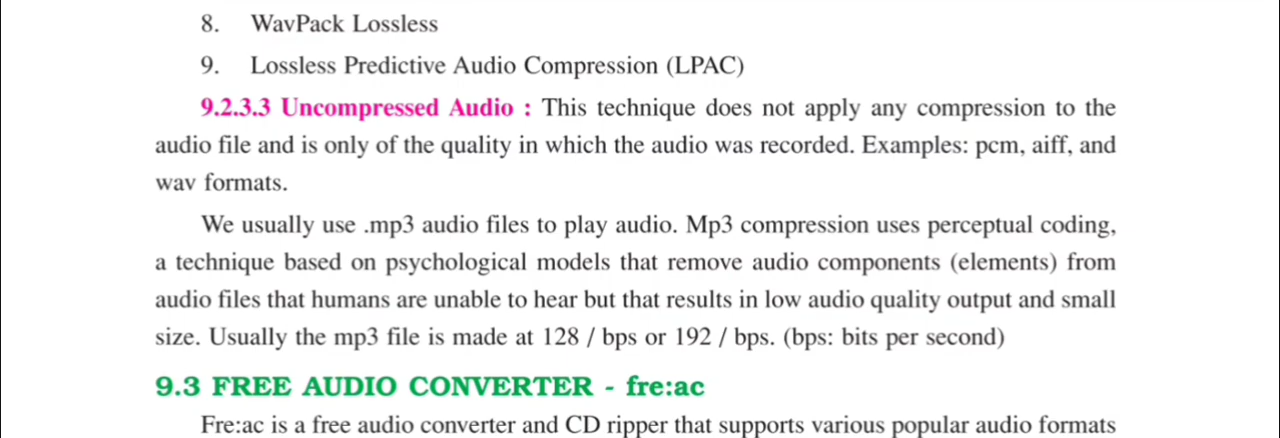 8. WavPack Lossless
9. Lossless Predictive Audio Compression (LPAC)
9.2.3.3 Uncompressed Audio : This technique does not apply any compression to the
audio file and is only of the quality in which the audio was recorded. Examples: pcm, aiff, and
wav formats.
We usually use .mp3 audio files to play audio. Mp3 compression uses perceptual coding,
a technique based on psychological models that remove audio components (elements) from
audio files that humans are unable to hear but that results in low audio quality output and small
size. Usually the mp3 file is made at 128 / bps or 192 / bps. (bps: bits per second)
9.3 FREE AUDIO CONVERTER - fre:ac
Fre:ac is a free audio converter and CD ripper that supports various popular audio formats